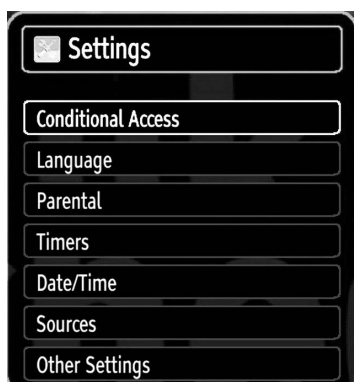 Settings
Conditional Access
Language
Parental
Timers
Date/Time
Sources
Other Settings